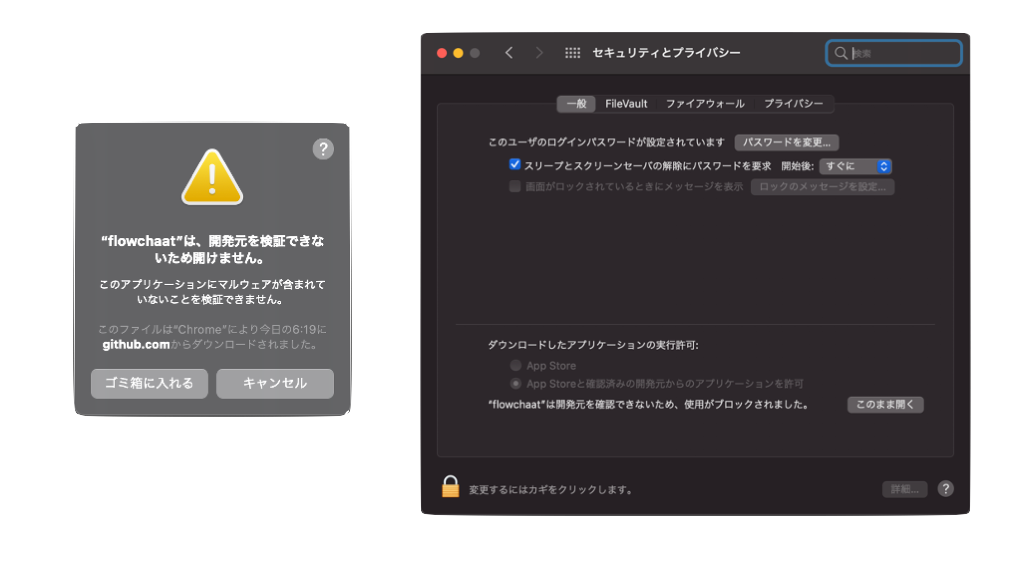 ?
"flowchaat"は、開発元を検証できな
いため開けません。
このアプリケーションにマルウェアが含まれて
いないことを検証できません。
このファイルは"Chrome"により今日の6:19に
github.comからダウンロードされました。
ゴミ箱に入れる キャンセル
セキュリティとプライバシー 検索
一般 FileVault ファイアウォール プライバシー
このユーザのログインパスワードが設定されています パスワードを変更...
スリープとスクリーンセーバの解除にパスワードを要求 開始後: すぐに
画面がロックされているときにメッセージを表示 ロックのメッセージを設定...
ダウンロードしたアプリケーションの実行許可:
App Store
App Storeと確認済みの開発元からのアプリケーションを許可
"flowchaat"は開発元を確認できないため、使用がブロックされました。 このまま開く
変更するにはカギをクリックします。 詳細... ?